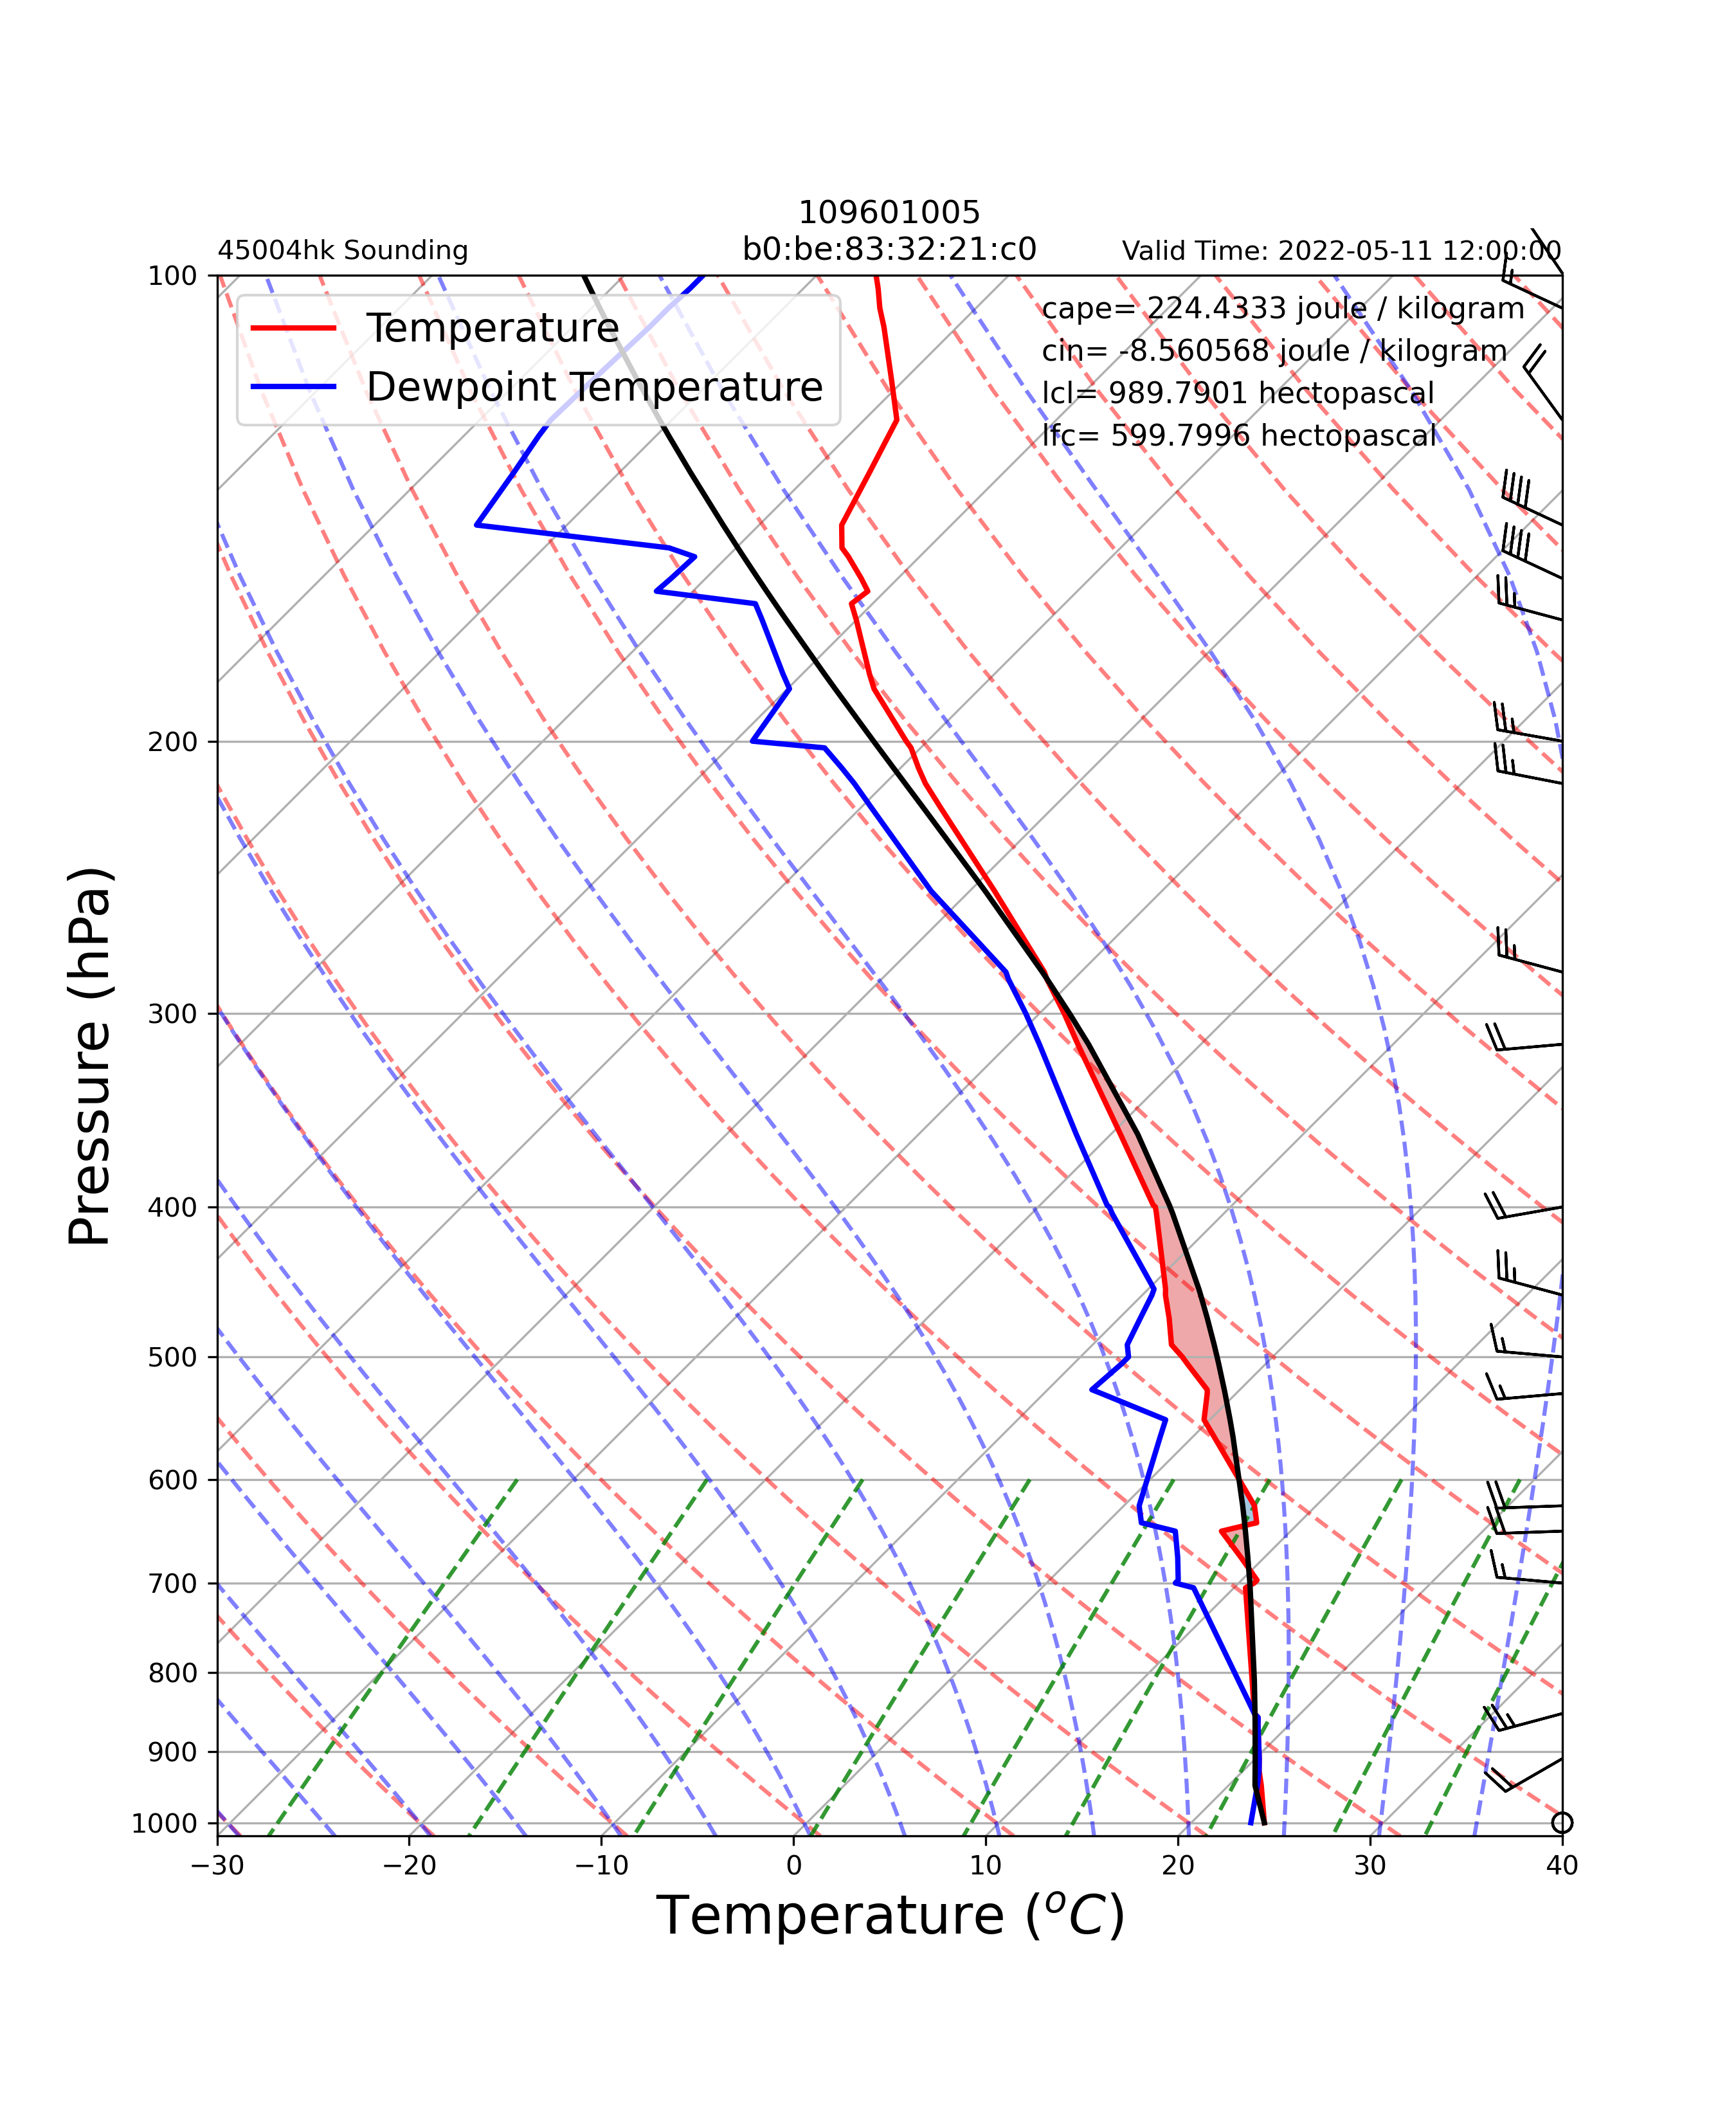 109601005
b0:be:83:32:21:c0
45004hk Sounding
Valid Time: 2022-05-11 12:00:00
Temperature
Dewpoint Temperature
cape= 224.4333 joule / kilogram
cin= -8.560568 joule / kilogram
lcl= 989.7901 hectopascal
lfc= 599.7996 hectopascal
Pressure (hPa)
100
200
300
400
500
600
700
800
900
1000
−30 −20 −10 0 10 20 30 40
Temperature (°C)